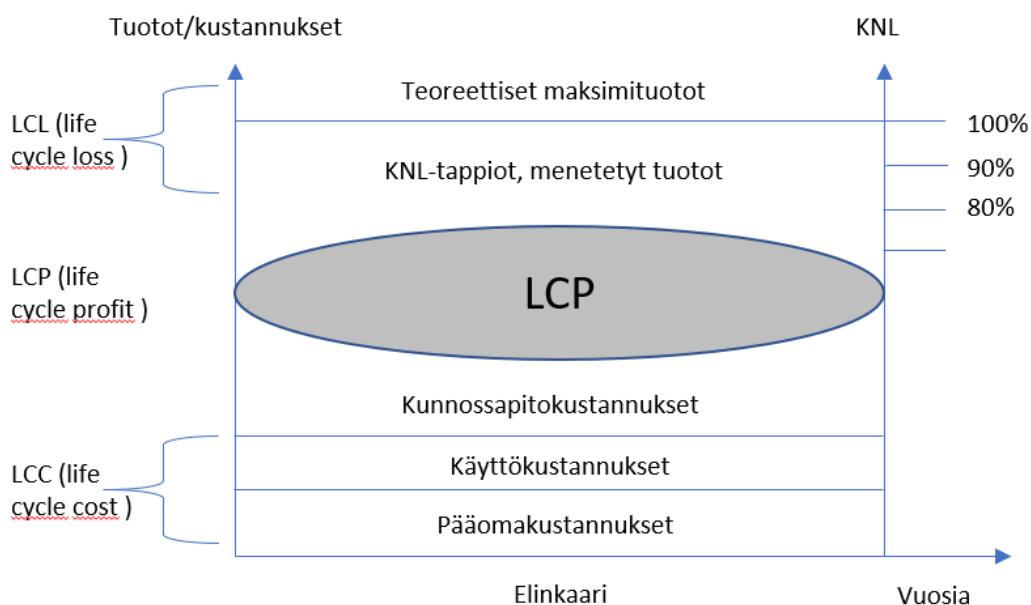 Tuotot/kustannukset
KNL
Teoreettiset maksimituotot
LCL (life
cycle loss )
100%
KNL-tappiot, menetetyt tuotot
90%
80%
LCP (life
cycle profit )
LCP
Kunnossapitokustannukset
LCC (life
cycle cost )
Käyttökustannukset
Pääomakustannukset
Elinkaari
Vuosia